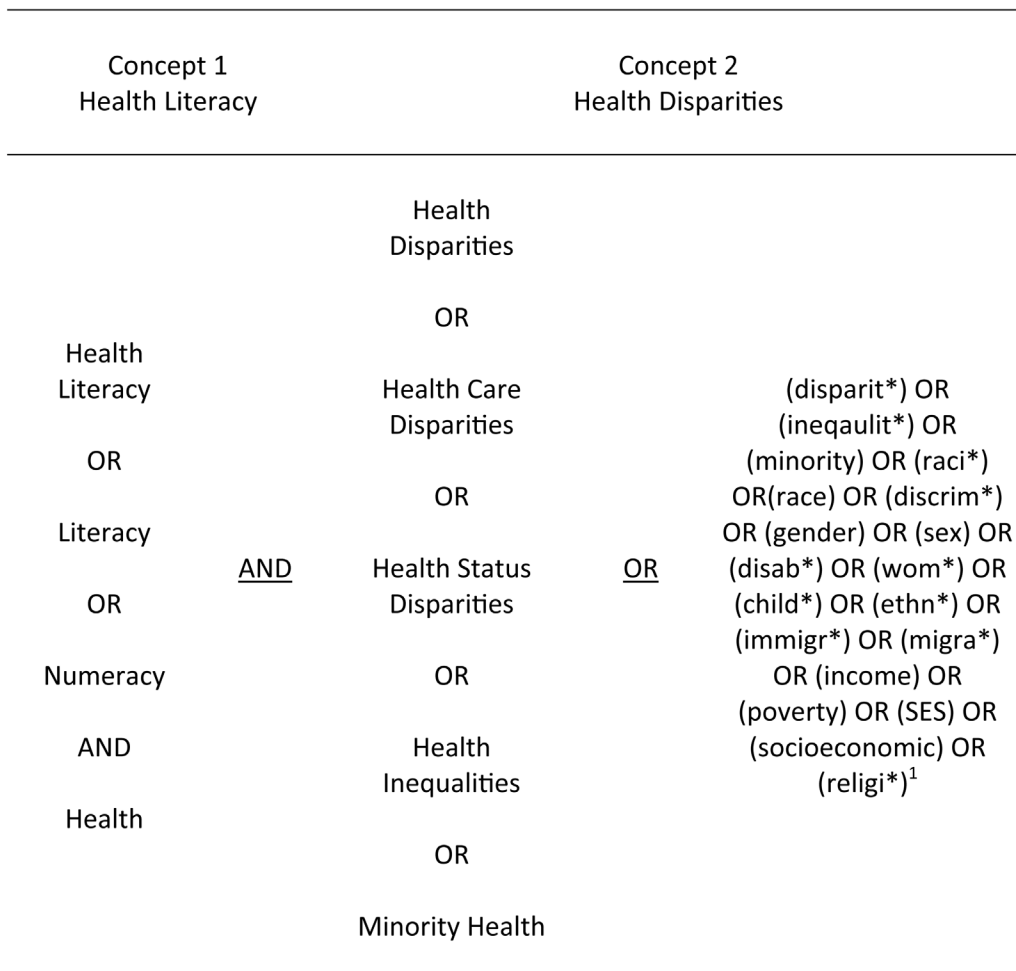 Concept 1
Health Literacy
Concept 2
Health Disparities
Health
Literacy
OR
Literacy
OR
Numeracy
AND
Health
AND
Health
Disparities
OR
Health Care
Disparities
OR
Health Status
Disparities
OR
Health
Inequalities
OR
Minority Health
OR
(disparit*) OR
(ineqaulit*) OR
(minority) OR (raci*)
OR(race) OR (discrim*)
OR (gender) OR (sex) OR
(disab*) OR (wom*) OR
(child*) OR (ethn*) OR
(immigr*) OR (migra*)
OR (income) OR
(poverty) OR (SES) OR
(socioeconomic) OR
(religi*)¹